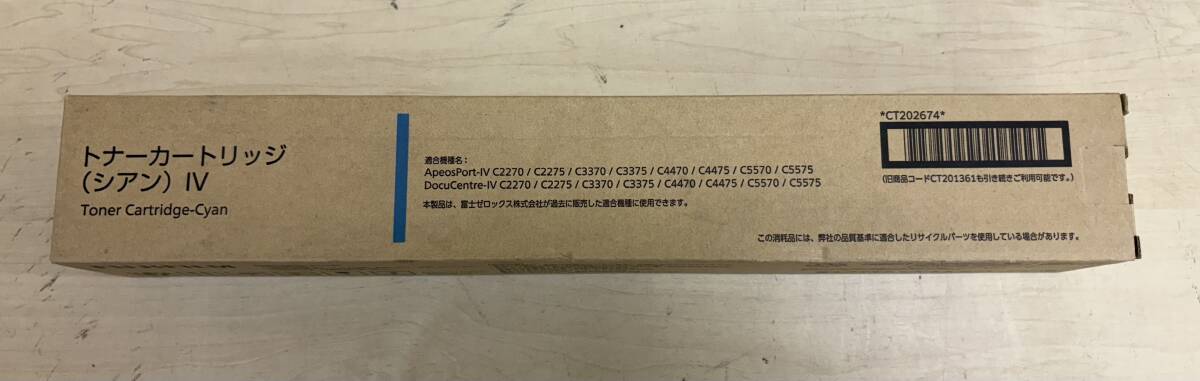 トナーカートリッジ
（シアン）IV
Toner Cartridge-Cyan
適合機種名：
ApeosPort-IV C2270 / C2275 / C3370 / C3375 / C4470 / C4475 / C5570 / C5575
DocuCentre-IV C2270 / C2275 / C3370 / C3375 / C4470 / C4475 / C5570 / C5575
本製品は、富士ゼロックス株式会社が過去に販売した適合機種に使用できます。
*CT202674*
（旧商品コードCT201361も引き続きご利用可能です。）
この消耗品には、弊社の品質基準に適合したリサイクルパーツを使用している場合があります。